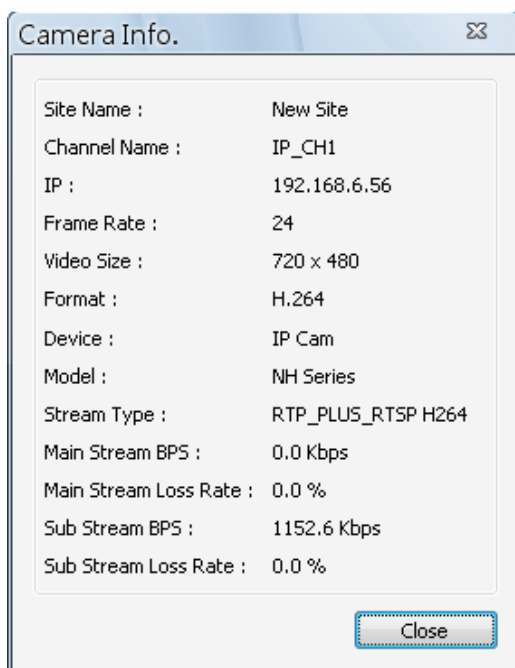 Camera Info.
Site Name : New Site
Channel Name : IP_CH1
IP : 192.168.6.56
Frame Rate : 24
Video Size : 720 x 480
Format : H.264
Device : IP Cam
Model : NH Series
Stream Type : RTP_PLUS_RTSP H264
Main Stream BPS : 0.0 Kbps
Main Stream Loss Rate : 0.0 %
Sub Stream BPS : 1152.6 Kbps
Sub Stream Loss Rate : 0.0 %
Close